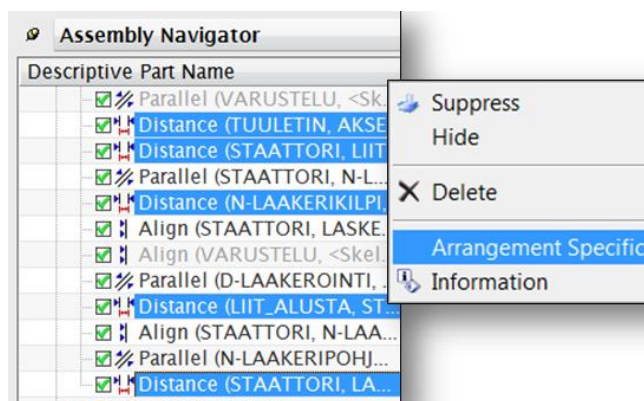 Assembly Navigator
Descriptive Part Name
Parallel (VARUSTELU, <Sk.
Distance (TUULETIN, AKSE
Distance (STAATTORI, LIIT
Parallel (STAATTORI, N-L...
Distance (N-LAAKERIKILPI,
Align (STAATTORI, LASKE.
Align (VARUSTELU, <Skel.
Parallel (D-LAAKEROINTI, .
Distance (LIIT_ALUSTA, ST...
Align (STAATTORI, N-LAA...
Parallel (N-LAAKERIPOHJ...
Distance (STAATTORI, LA...
Suppress
Hide
Delete
Arrangement Specific
Information